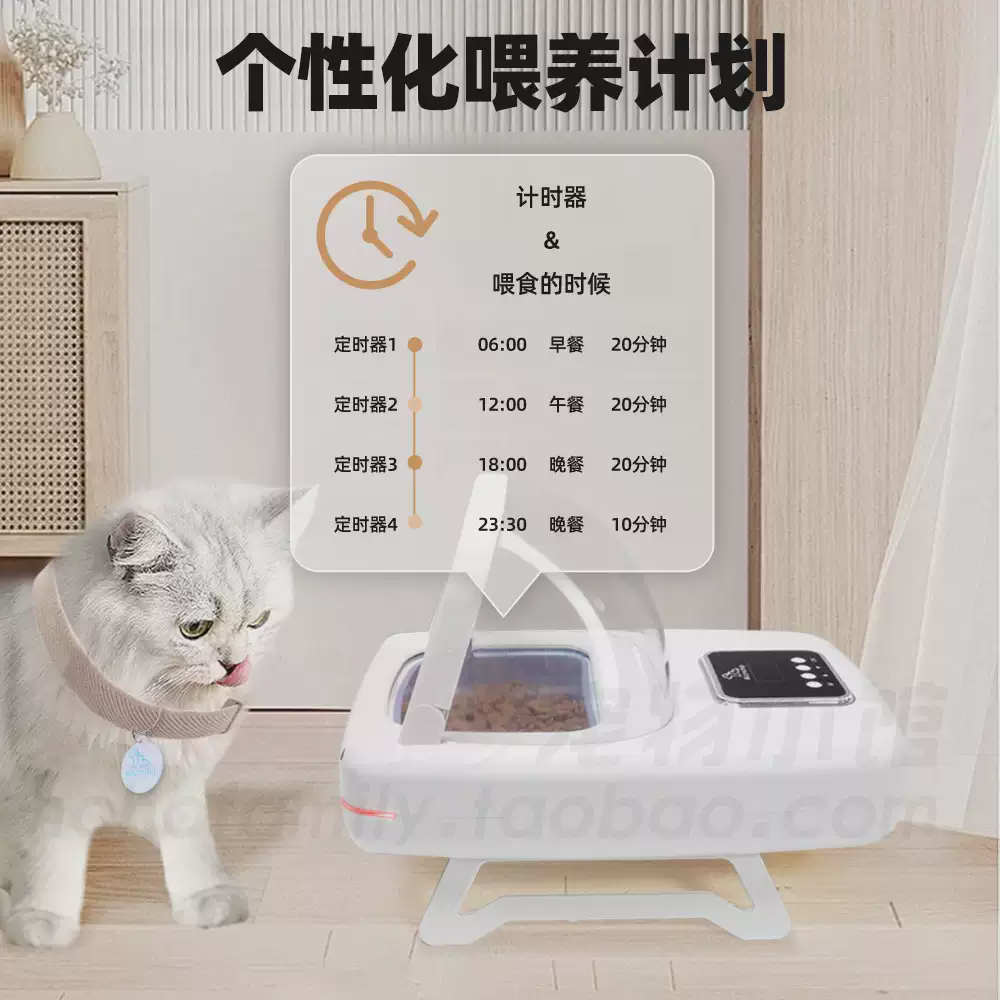 个性化喂养计划
计时器
&
喂食的时候
定时器1 06:00 早餐 20分钟
定时器2 12:00 午餐 20分钟
定时器3 18:00 晚餐 20分钟
定时器4 23:30 晚餐 10分钟